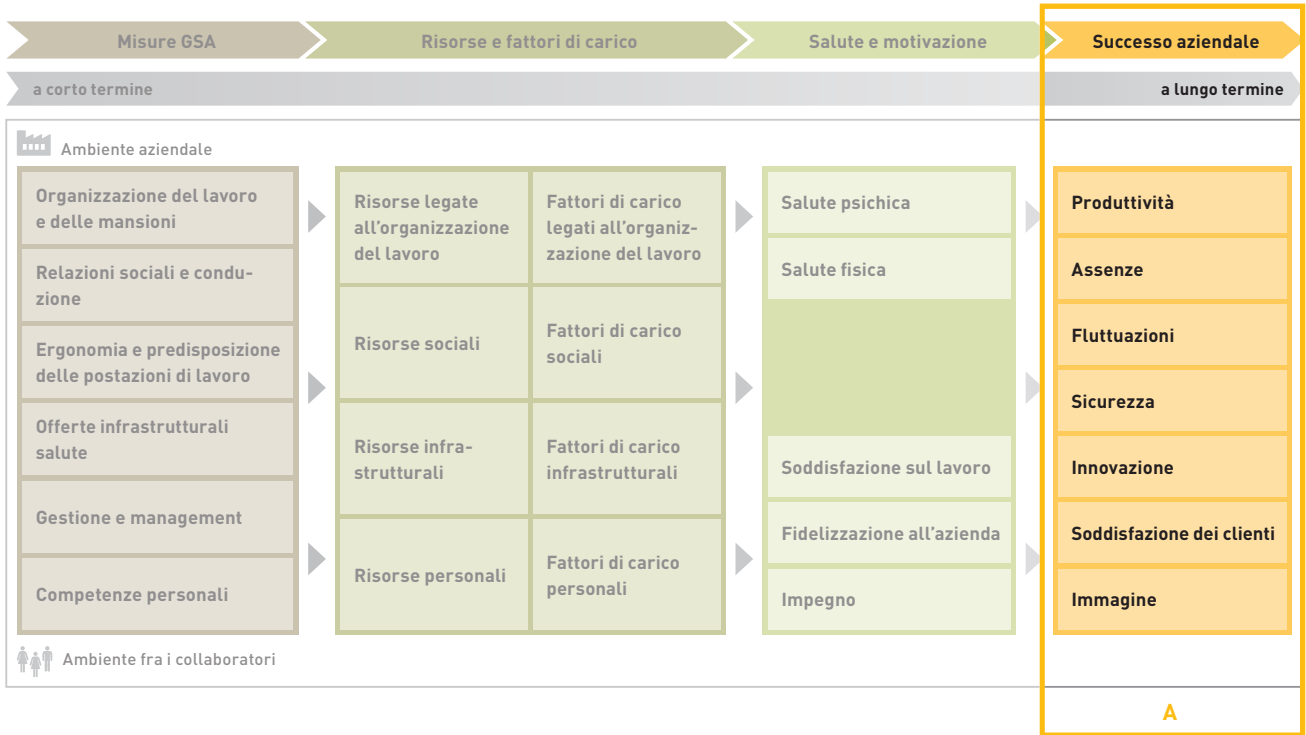 Misure GSA
Risorse e fattori di carico
Salute e motivazione
Successo aziendale
a corto termine
a lungo termine
Ambiente aziendale
Organizzazione del lavoro
e delle mansioni
Relazioni sociali e condu-
zione
Ergonomia e predisposizione
delle postazioni di lavoro
Offerte infrastrutturali
salute
Gestione e management
Competenze personali
Risorse legate
all’organizzazione
del lavoro
Fattori di carico
legati all’organiz-
zazione del lavoro
Risorse sociali
Fattori di carico
sociali
Risorse infra-
strutturali
Fattori di carico
infrastrutturali
Risorse personali
Fattori di carico
personali
Salute psichica
Salute fisica
Soddisfazione sul lavoro
Fidelizzazione all’azienda
Impegno
Produttività
Assenze
Fluttuazioni
Sicurezza
Innovazione
Soddisfazione dei clienti
Immagine
Ambiente fra i collaboratori
A